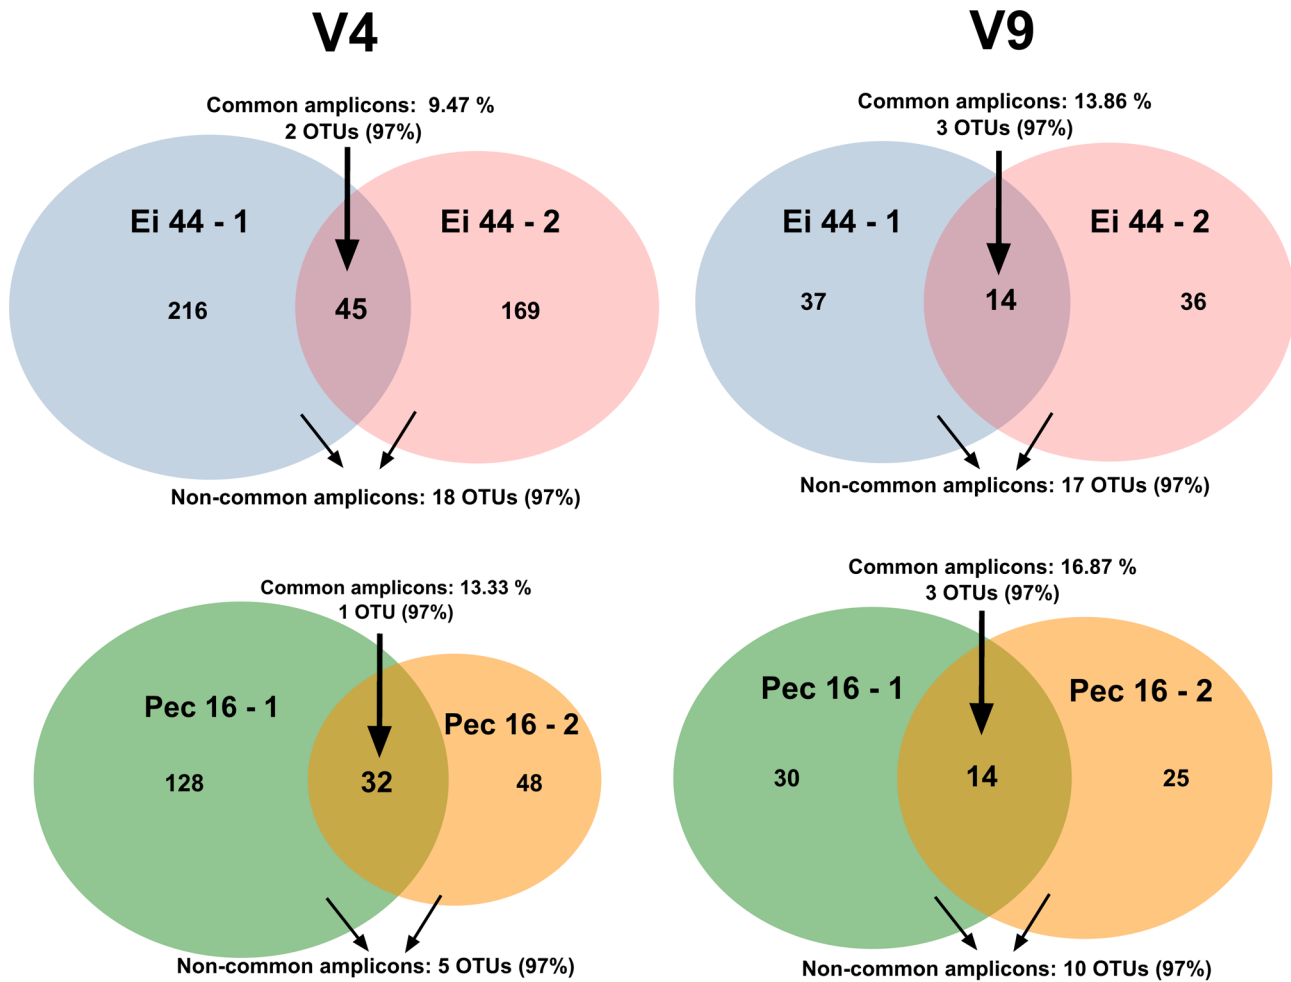 V4
V9
Common amplicons: 9.47 %
2 OTUs (97%)
Ei 44 - 1
Ei 44 - 2
216
45
169
Non-common amplicons: 18 OTUs (97%)
Common amplicons: 13.86 %
3 OTUs (97%)
Ei 44 - 1
Ei 44 - 2
37
14
36
Non-common amplicons: 17 OTUs (97%)
Common amplicons: 13.33 %
1 OTU (97%)
Pec 16 - 1
Pec 16 - 2
128
32
48
Non-common amplicons: 5 OTUs (97%)
Common amplicons: 16.87 %
3 OTUs (97%)
Pec 16 - 1
Pec 16 - 2
30
14
25
Non-common amplicons: 10 OTUs (97%)